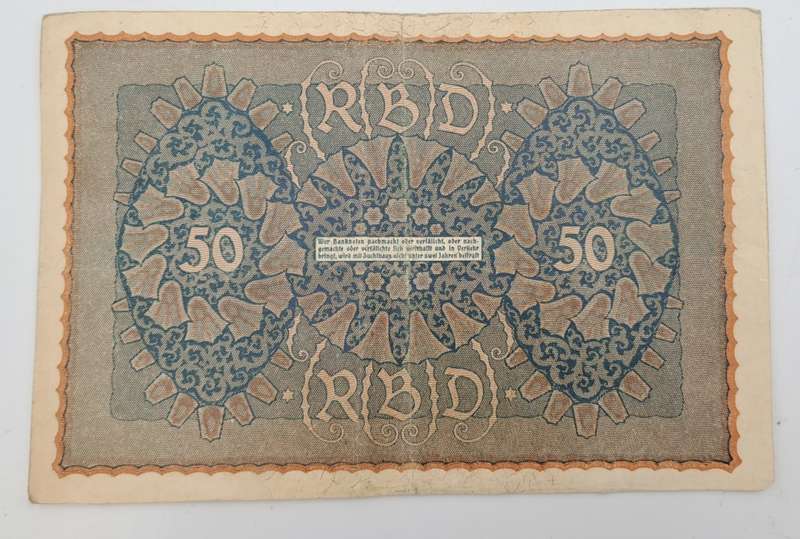 RBD
50
Wer Banknoten nachmacht oder verfälscht, oder nach-
gemachte oder verfälschte sich verschafft und in Verkehr
bringt, wird mit Zuchthaus nicht unter zwei Jahren bestraft
50
RBD